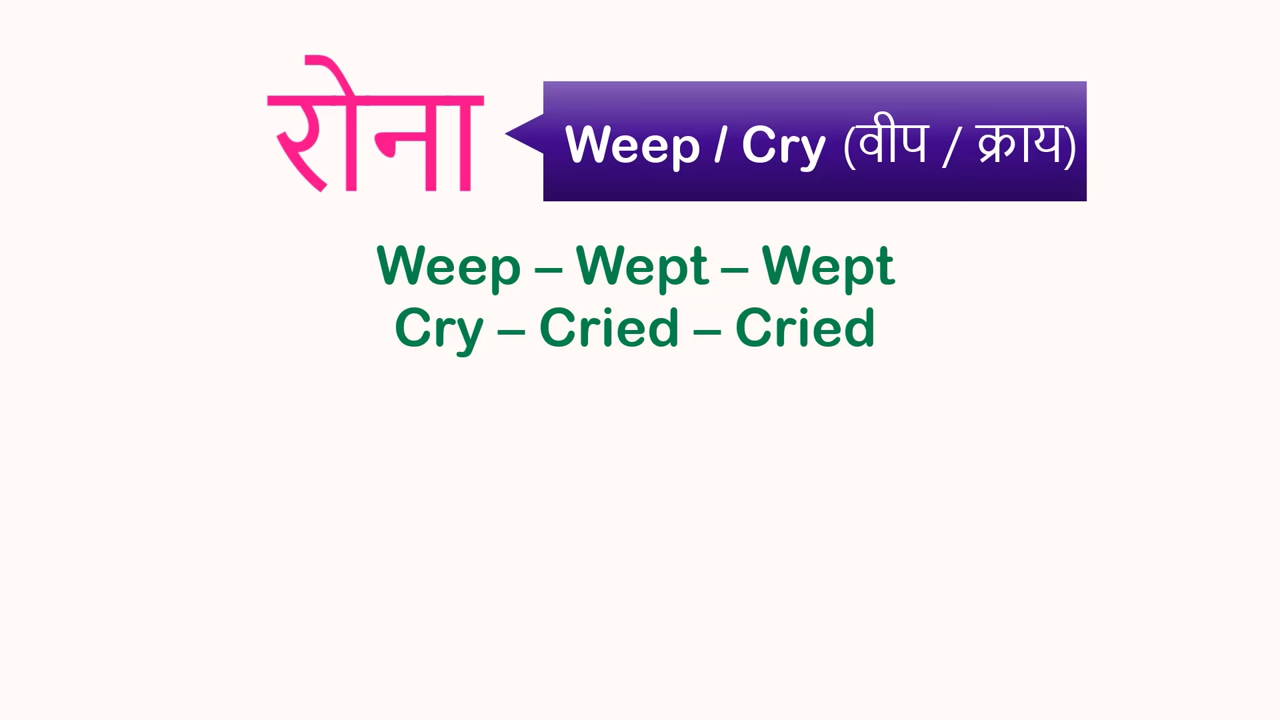 रोना
Weep / Cry (वीप / क्राय)
Weep – Wept – Wept
Cry – Cried – Cried